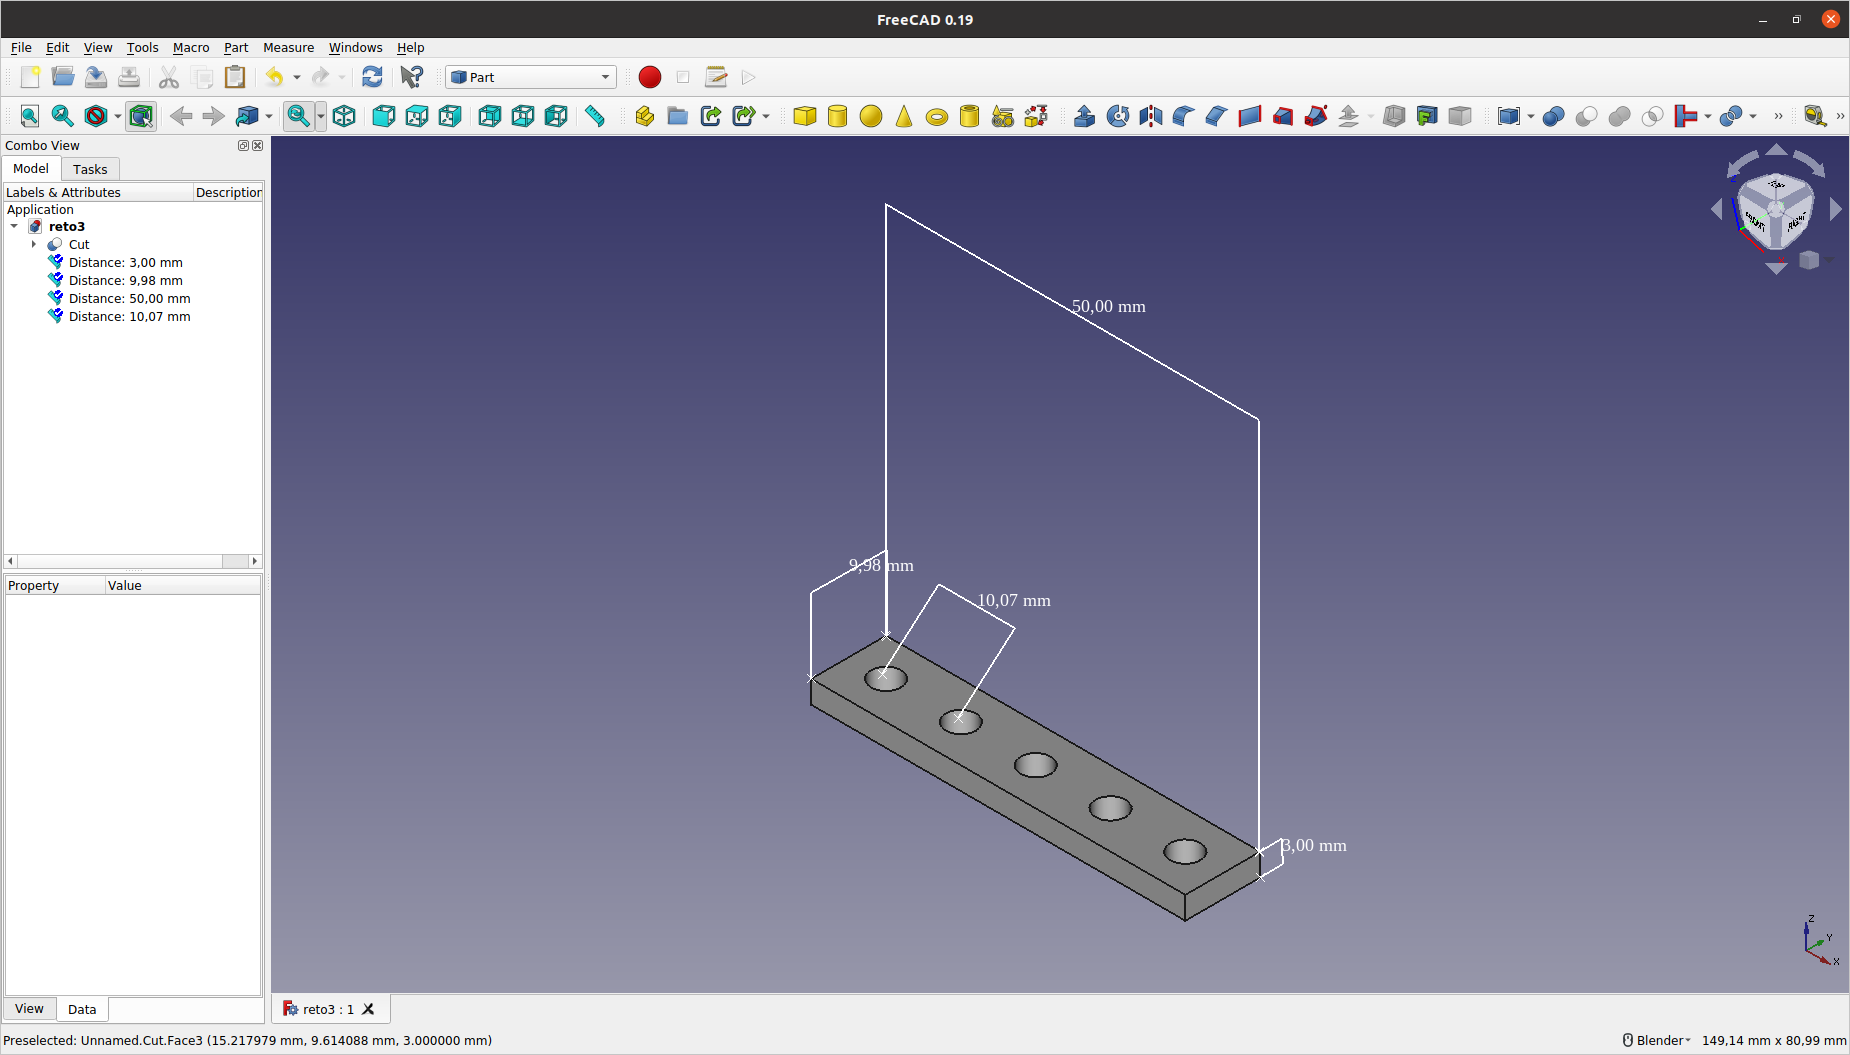 FreeCAD 0.19
File Edit View Tools Macro Part Measure Windows Help
Part
Combo View
Model Tasks
Labels & Attributes Description
Application
reto3
Cut
Distance: 3,00 mm
Distance: 9,98 mm
Distance: 50,00 mm
Distance: 10,07 mm
50,00 mm
9,98 mm
10,07 mm
3,00 mm
Property Value
View Data
Z
Y
X
reto3 : 1
Preselected: Unnamed.Cut.Face3 (15.217979 mm, 9.614088 mm, 3.000000 mm)
Blender 149,14 mm x 80,99 mm